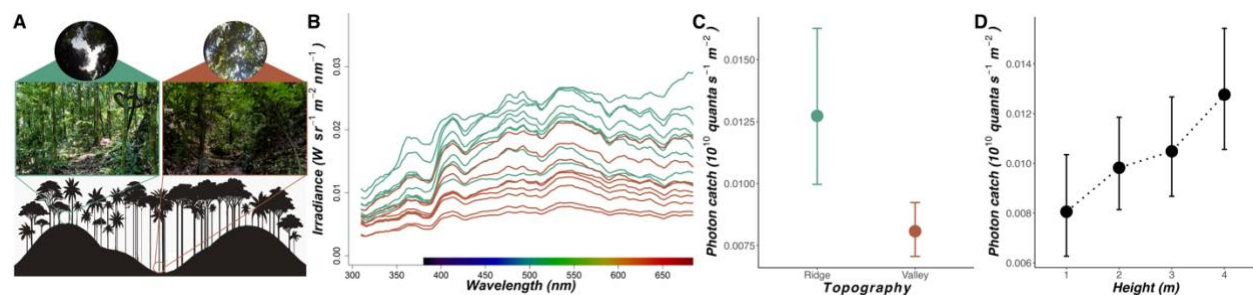 A
B
Irradiance (W sr⁻¹ m⁻² nm⁻¹)
0.03
0.02
0.01
0.00
300 350 400 450 500 550 600 650
Wavelength (nm)
C
Photon catch (10¹⁰ quanta s⁻¹ m⁻²)
0.0150
0.0125
0.0100
0.0075
Ridge Valley
Topography
D
Photon catch (10¹⁰ quanta s⁻¹ m⁻²)
0.014
0.012
0.010
0.008
0.006
1 2 3 4
Height (m)